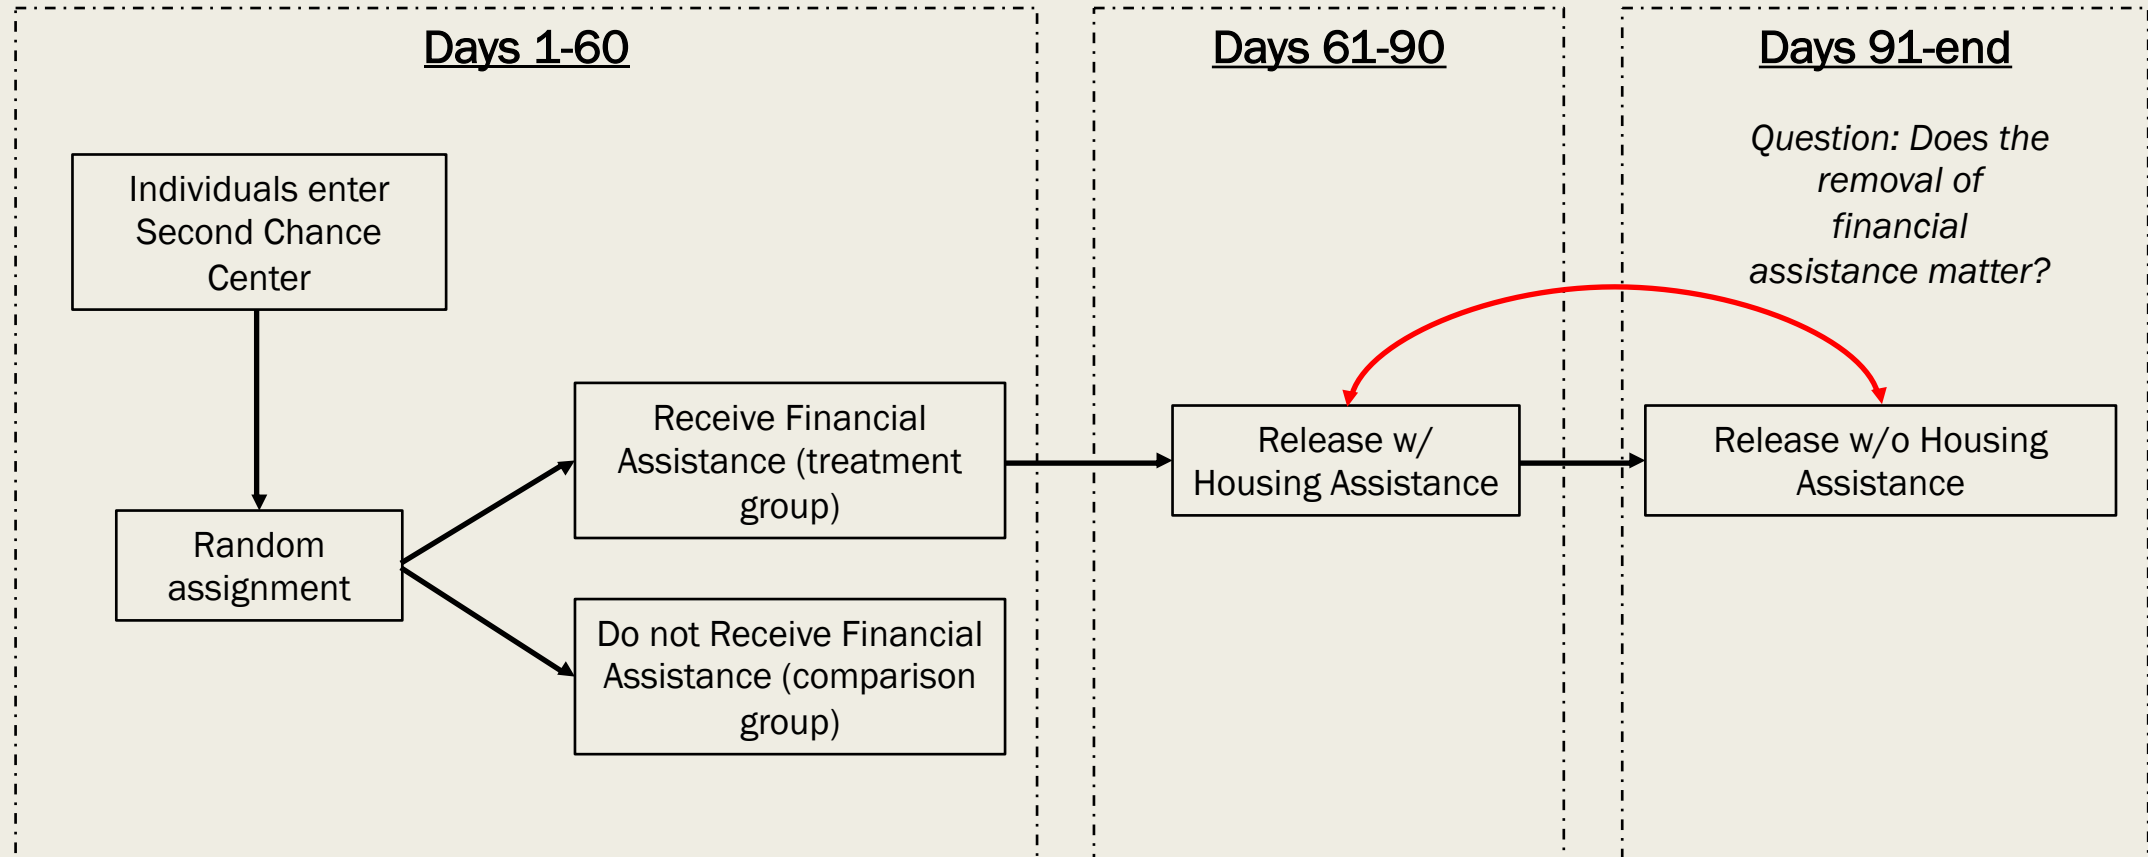 Days 1-60
Individuals enter
Second Chance
Center
Random
assignment
Receive Financial
Assistance (treatment
group)
Do not Receive Financial
Assistance (comparison
group)
Days 61-90
Release w/
Housing Assistance
Days 91-end
Question: Does the
removal of
financial
assistance matter?
Release w/o Housing
Assistance